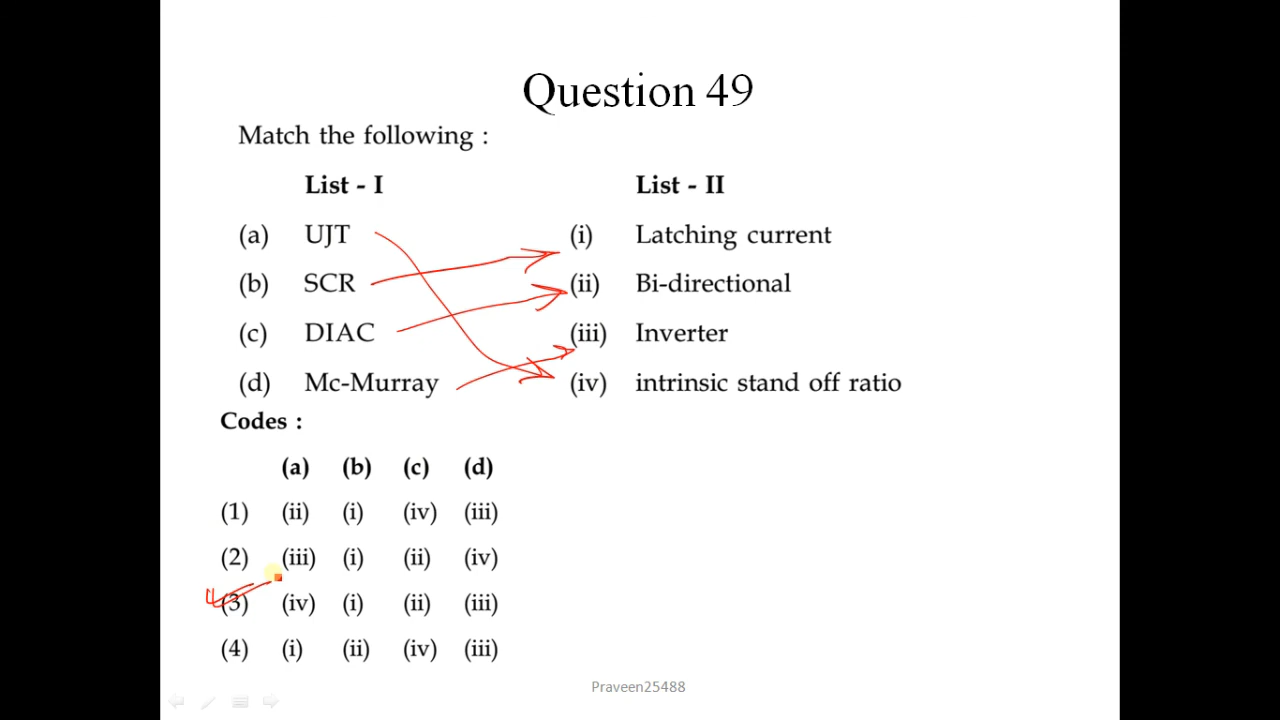 Question 49
Match the following :
List - I List - II
(a) UJT (i) Latching current
(b) SCR (ii) Bi-directional
(c) DIAC (iii) Inverter
(d) Mc-Murray (iv) intrinsic stand off ratio
Codes :
(a) (b) (c) (d)
(1) (ii) (i) (iv) (iii)
(2) (iii) (i) (ii) (iv)
(3) (iv) (i) (ii) (iii)
(4) (i) (ii) (iv) (iii)
Praveen25488